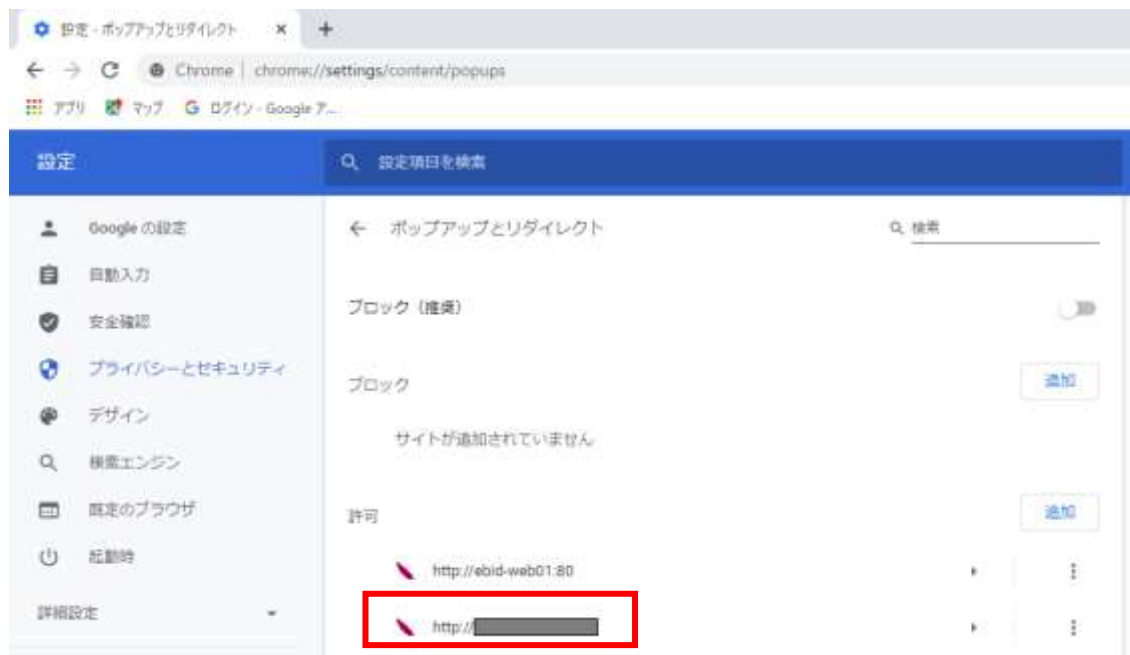 設定 - ポップアップとリダイレクト
Chrome | chrome://settings/content/popups
アプリ マップ G ログイン - Google ア...
設定
設定項目を検索
Google の設定
自動入力
安全確認
プライバシーとセキュリティ
デザイン
検索エンジン
既定のブラウザ
起動時
詳細設定
ポップアップとリダイレクト
検索
ブロック（推奨）
ブロック
追加
サイトが追加されていません
許可
追加
http://ebid-web01:80
http://